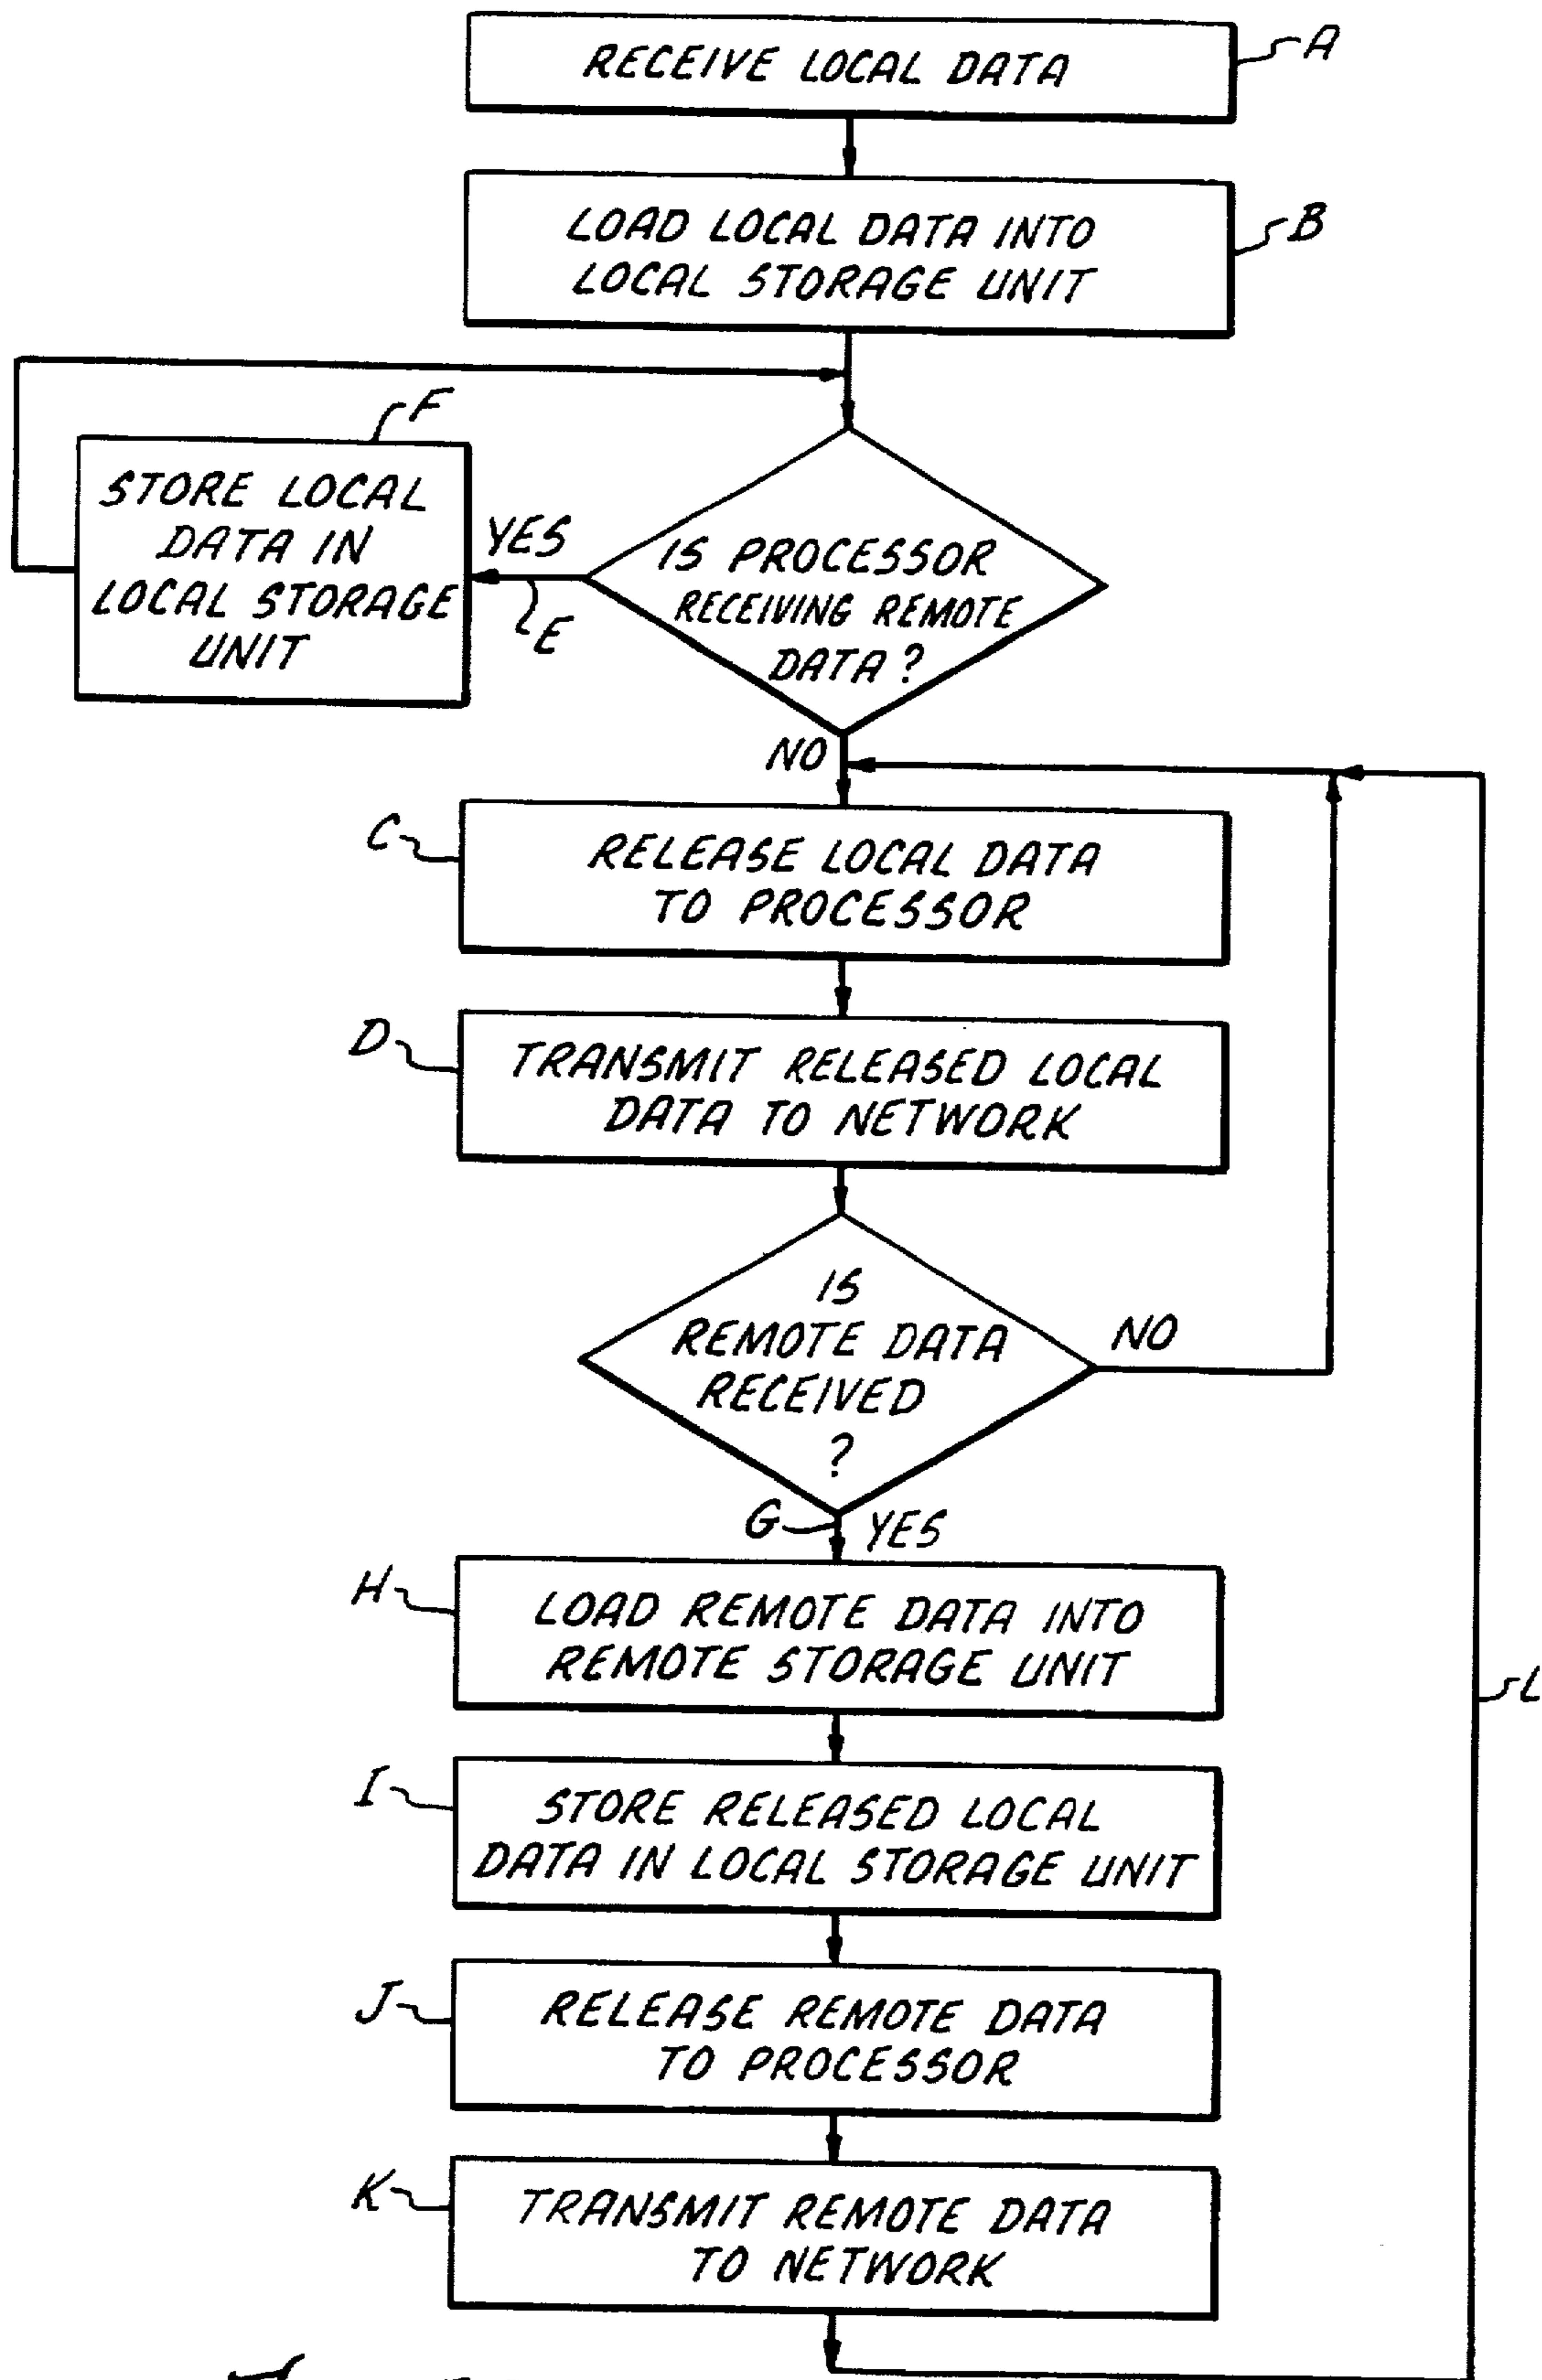 RECEIVE LOCAL DATA
A
LOAD LOCAL DATA INTO
LOCAL STORAGE UNIT
B
F
STORE LOCAL
DATA IN
LOCAL STORAGE
UNIT
YES
E
IS PROCESSOR
RECEIVING REMOTE
DATA?
NO
C
RELEASE LOCAL DATA
TO PROCESSOR
D
TRANSMIT RELEASED LOCAL
DATA TO NETWORK
IS
REMOTE DATA
RECEIVED
?
NO
G
YES
H
LOAD REMOTE DATA INTO
REMOTE STORAGE UNIT
L
I
STORE RELEASED LOCAL
DATA IN LOCAL STORAGE UNIT
J
RELEASE REMOTE DATA
TO PROCESSOR
K
TRANSMIT REMOTE DATA
TO NETWORK